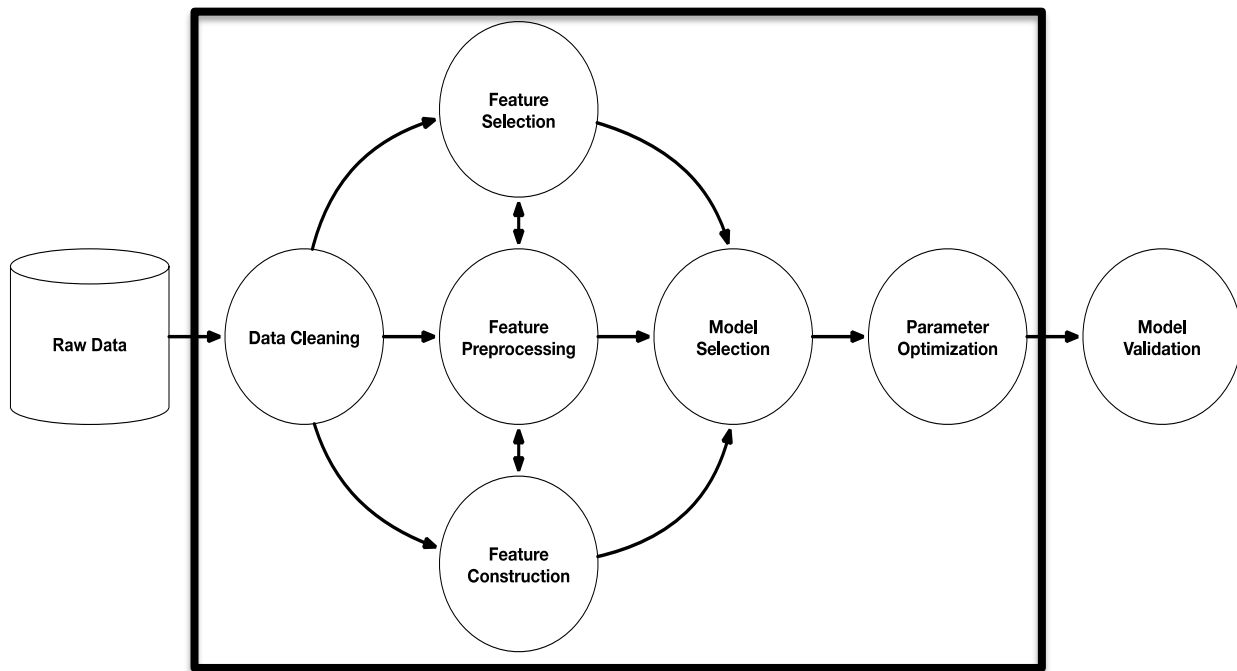 Feature
Selection
Raw Data
Data Cleaning
Feature
Preprocessing
Model
Selection
Parameter
Optimization
Model
Validation
Feature
Construction